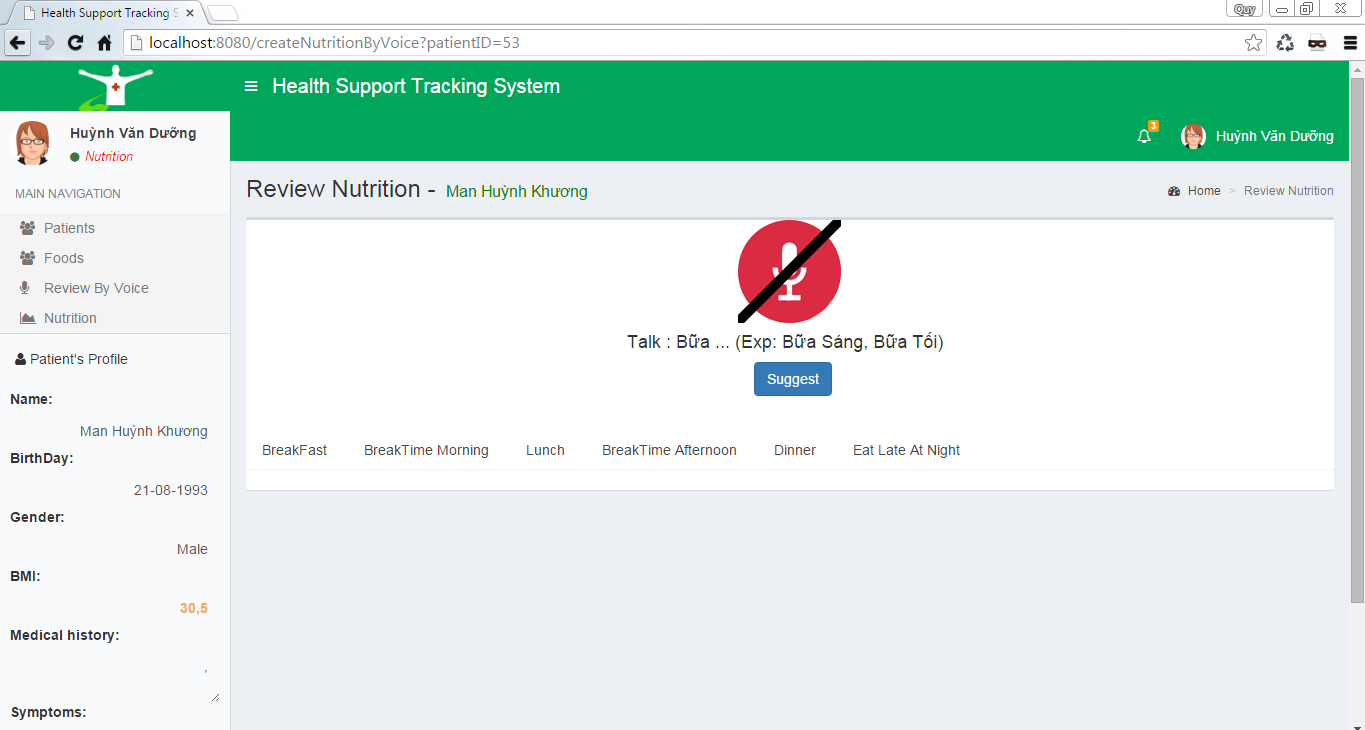 Health Support Tracking S
Quy
localhost:8080/createNutritionByVoice?patientID=53
Health Support Tracking System
3
Huỳnh Văn Dưỡng
Huỳnh Văn Dưỡng
Nutrition
MAIN NAVIGATION
Patients
Foods
Review By Voice
Nutrition
Patient's Profile
Name:
Man Huỳnh Khương
BirthDay:
21-08-1993
Gender:
Male
BMI:
30,5
Medical history:
,
Symptoms:
Review Nutrition - Man Huỳnh Khương
Home > Review Nutrition
Talk : Bữa ... (Exp: Bữa Sáng, Bữa Tối)
Suggest
BreakFast BreakTime Morning Lunch BreakTime Afternoon Dinner Eat Late At Night